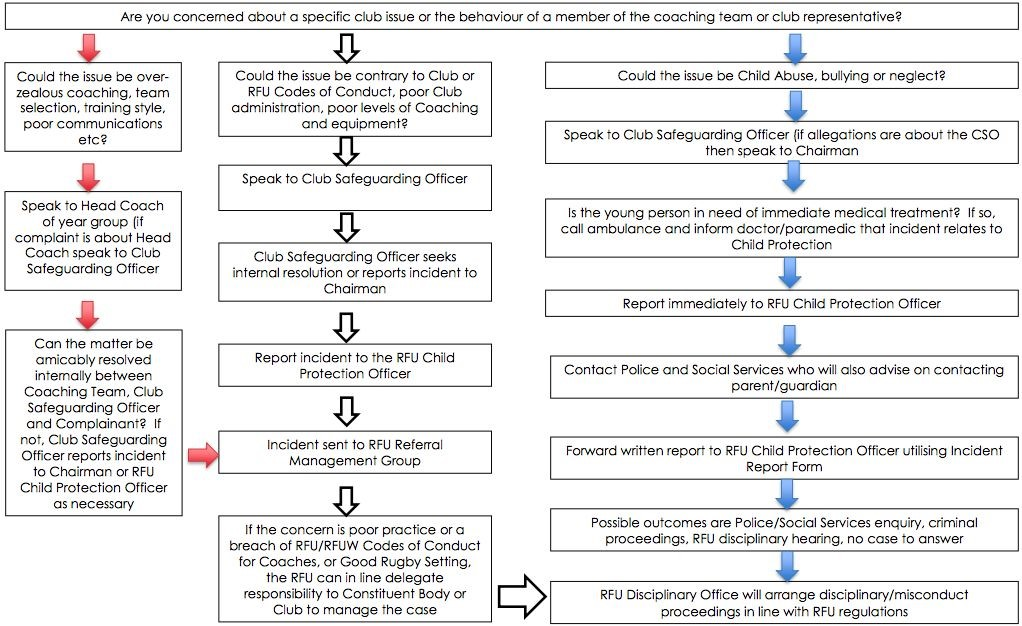 Are you concerned about a specific club issue or the behaviour of a member of the coaching team or club representative?
Could the issue be over-
zealous coaching, team
selection, training style,
poor communications
etc?
Speak to Head Coach
of year group (if
complaint is about Head
Coach speak to Club
Safeguarding Officer
Can the matter be
amicably resolved
internally between
Coaching Team, Club
Safeguarding Officer
and Complainant?  If
not, Club Safeguarding
Officer reports incident
to Chairman or RFU
Child Protection Officer
as necessary
Could the issue be contrary to Club or
RFU Codes of Conduct, poor Club
administration, poor levels of Coaching
and equipment?
Speak to Club Safeguarding Officer
Club Safeguarding Officer seeks
internal resolution or reports incident to
Chairman
Report incident to the RFU Child
Protection Officer
Incident sent to RFU Referral
Management Group
If the concern is poor practice or a
breach of RFU/RFUW Codes of Conduct
for Coaches, or Good Rugby Setting,
the RFU can in line delegate
responsibility to Constituent Body or
Club to manage the case
Could the issue be Child Abuse, bullying or neglect?
Speak to Club Safeguarding Officer (if allegations are about the CSO
then speak to Chairman
Is the young person in need of immediate medical treatment?  If so,
call ambulance and inform doctor/paramedic that incident relates to
Child Protection
Report immediately to RFU Child Protection Officer
Contact Police and Social Services who will also advise on contacting
parent/guardian
Forward written report to RFU Child Protection Officer utilising Incident
Report Form
Possible outcomes are Police/Social Services enquiry, criminal
proceedings, RFU disciplinary hearing, no case to answer
RFU Disciplinary Office will arrange disciplinary/misconduct
proceedings in line with RFU regulations